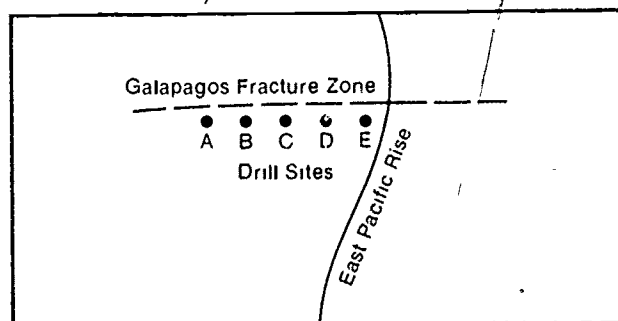 Galapagos Fracture Zone
A B C D E
Drill Sites
East Pacific Rise